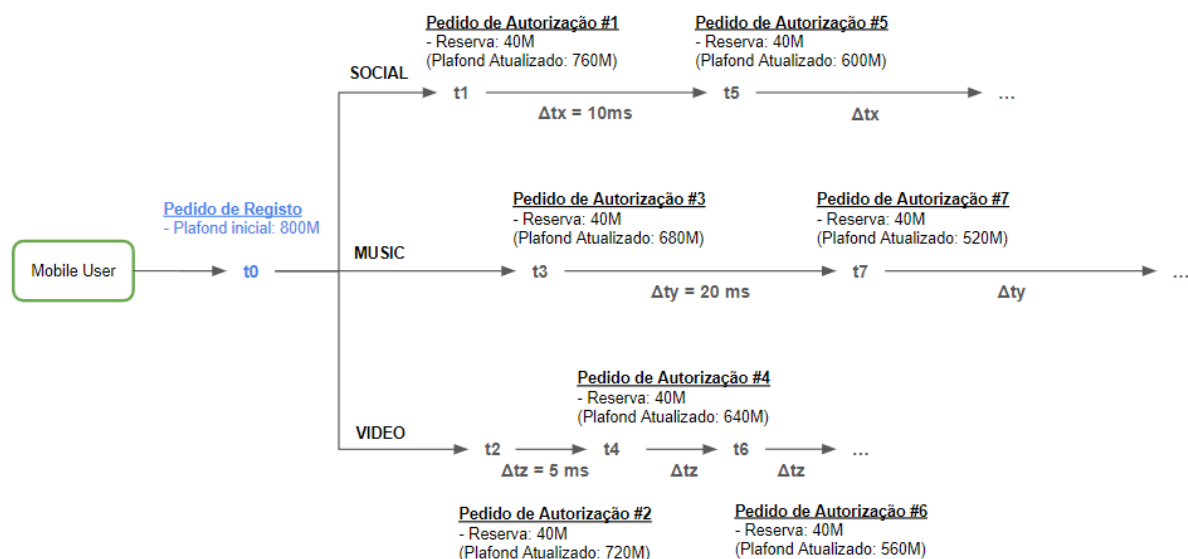 Pedido de Autorização #1
- Reserva: 40M
(Plafond Atualizado: 760M)
Pedido de Autorização #5
- Reserva: 40M
(Plafond Atualizado: 600M)
SOCIAL
t1
Δtx = 10ms
t5
Δtx
...
Pedido de Registo
- Plafond inicial: 800M
Mobile User
t0
Pedido de Autorização #3
- Reserva: 40M
(Plafond Atualizado: 680M)
Pedido de Autorização #7
- Reserva: 40M
(Plafond Atualizado: 520M)
MUSIC
t3
Δty = 20 ms
t7
Δty
...
Pedido de Autorização #4
- Reserva: 40M
(Plafond Atualizado: 640M)
VIDEO
t2
Δtz = 5 ms
t4
Δtz
t6
Δtz
...
Pedido de Autorização #2
- Reserva: 40M
(Plafond Atualizado: 720M)
Pedido de Autorização #6
- Reserva: 40M
(Plafond Atualizado: 560M)